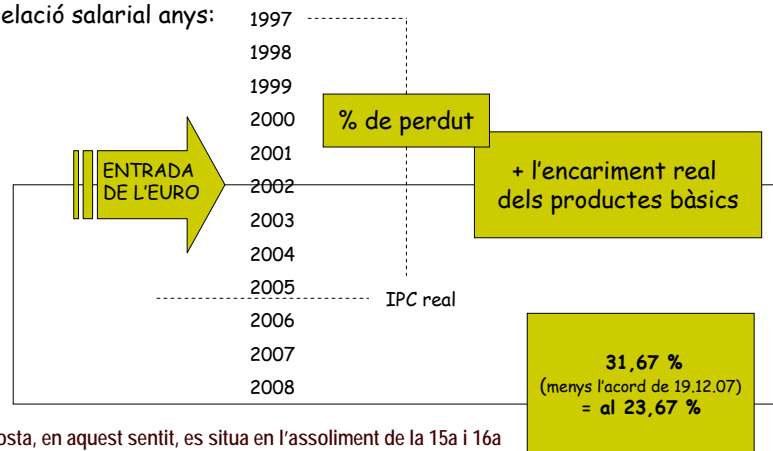 elació salarial anys:
1997
1998
1999
2000
% de perdut
2001
ENTRADA
DE L'EURO
+ l'encariment real
dels productes bàsics
2002
2003
2004
2005
IPC real
2006
2007
2008
31,67 %
(menys l'acord de 19.12.07)
= al 23,67 %
osta, en aquest sentit, es situa en l'assoliment de la 15a i 16a